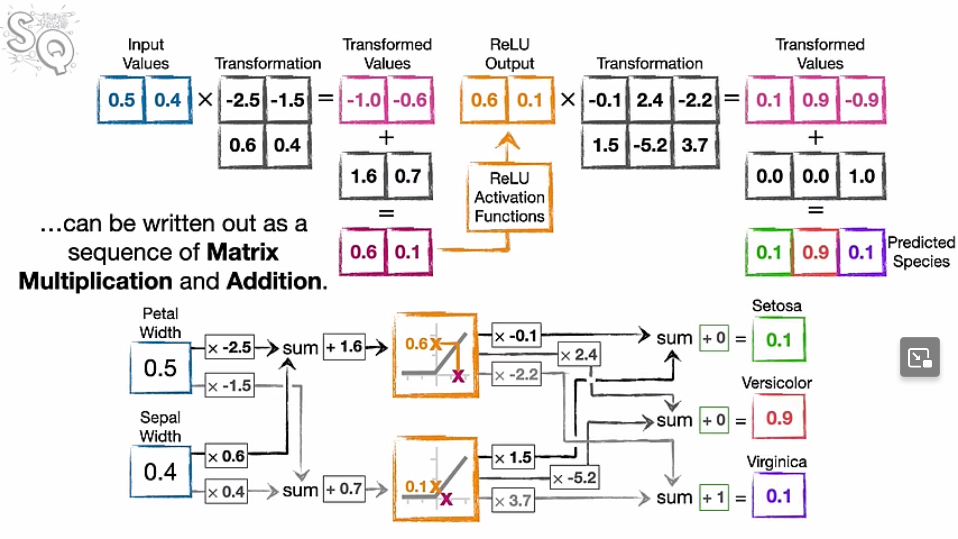 SQ
Input
Values
Transformation
Transformed
Values
ReLU
Output
Transformation
Transformed
Values
0.5 0.4 × -2.5 -1.5 = -1.0 -0.6
0.6 0.4
+
1.6 0.7
=
0.6 0.1
0.6 0.1 × -0.1 2.4 -2.2 = 0.1 0.9 -0.9
1.5 -5.2 3.7
ReLU
Activation
Functions
+
0.0 0.0 1.0
=
0.1 0.9 0.1
Predicted
Species
...can be written out as a
sequence of Matrix
Multiplication and Addition.
Petal
Width
0.5
× -2.5
sum
+ 1.6
× -1.5
Sepal
Width
0.4
× 0.6
× 0.4
sum
+ 0.7
0.6 x
x
0.1 x
x
× -0.1
× 2.4
× -2.2
× 1.5
× -5.2
× 3.7
Setosa
sum + 0 = 0.1
Versicolor
sum + 0 = 0.9
Virginica
sum + 1 = 0.1